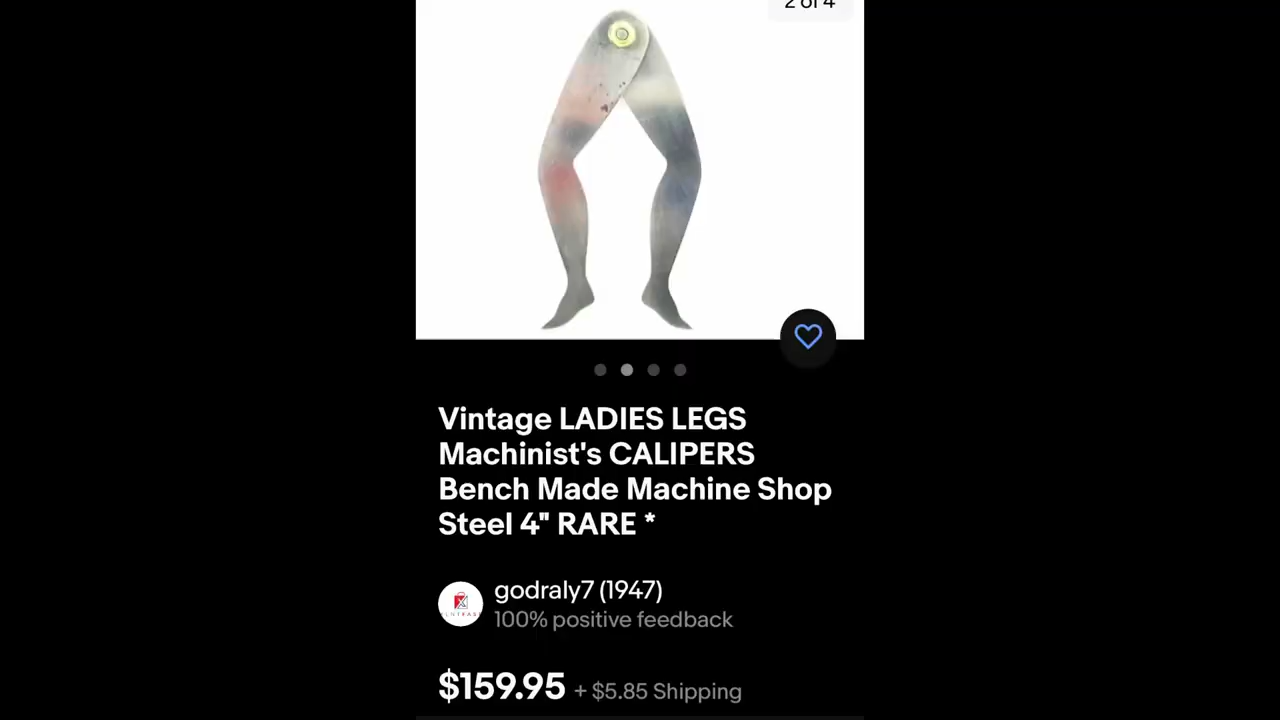 2 of 4
Vintage LADIES LEGS
Machinist's CALIPERS
Bench Made Machine Shop
Steel 4" RARE *
godraly7 (1947)
100% positive feedback
$159.95 + $5.85 Shipping